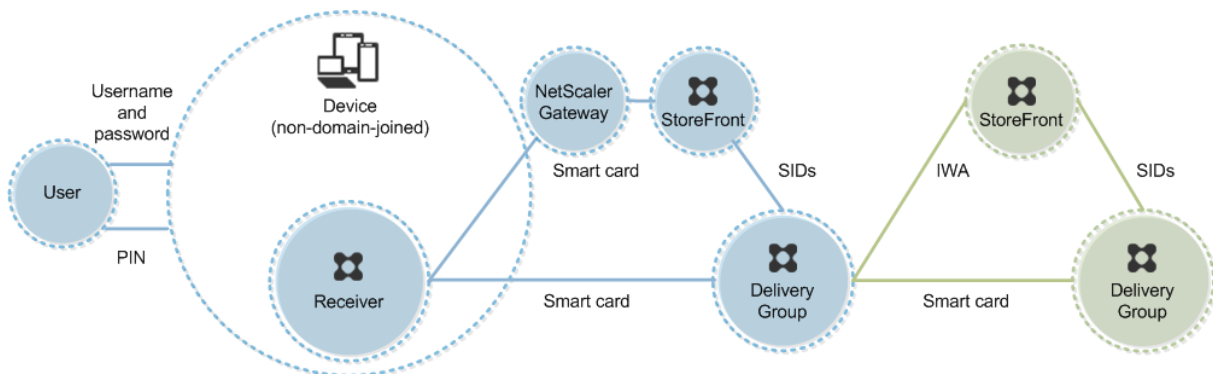 Username
and
password
User
PIN
Device
(non-domain-joined)
Receiver
NetScaler
Gateway
StoreFront
Smart card
SIDs
Smart card
Delivery
Group
StoreFront
IWA
SIDs
Smart card
Delivery
Group